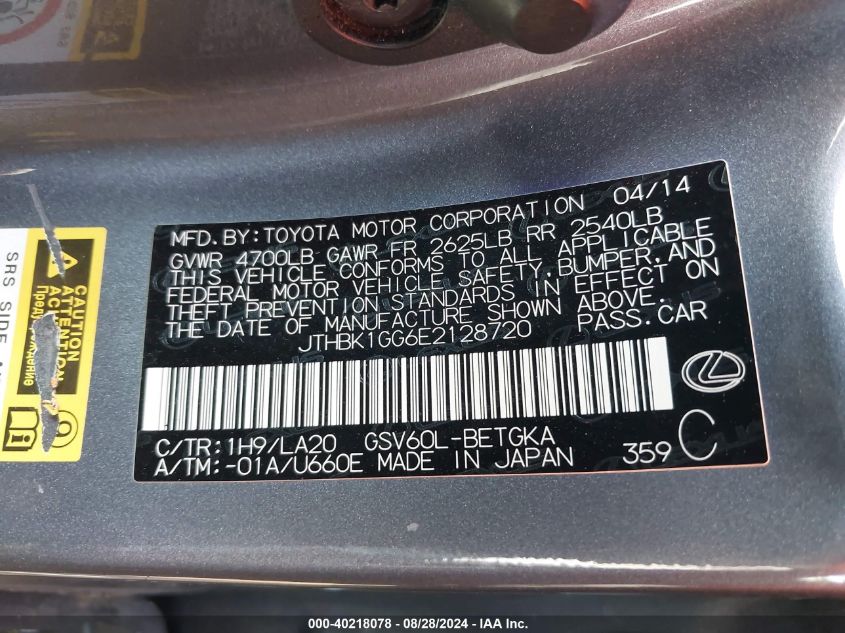 MFD. BY: TOYOTA MOTOR CORPORATION 04/14
GVWR 4700LB GAWR FR 2625LB RR 2540LB
THIS VEHICLE CONFORMS TO ALL APPLICABLE
FEDERAL MOTOR VEHICLE SAFETY, BUMPER, AND
THEFT PREVENTION STANDARDS IN EFFECT ON
THE DATE OF MANUFACTURE SHOWN ABOVE.
JTHBK1GG6E2128720 PASS. CAR
C/TR: 1H9/LA20 GSV60L-BETGKA
A/TM: -01A/U660E MADE IN JAPAN 359 C
CAUTION
ATTENTION
SRS SIDE
000-40218078 - 08/28/2024 - © IAA Inc.